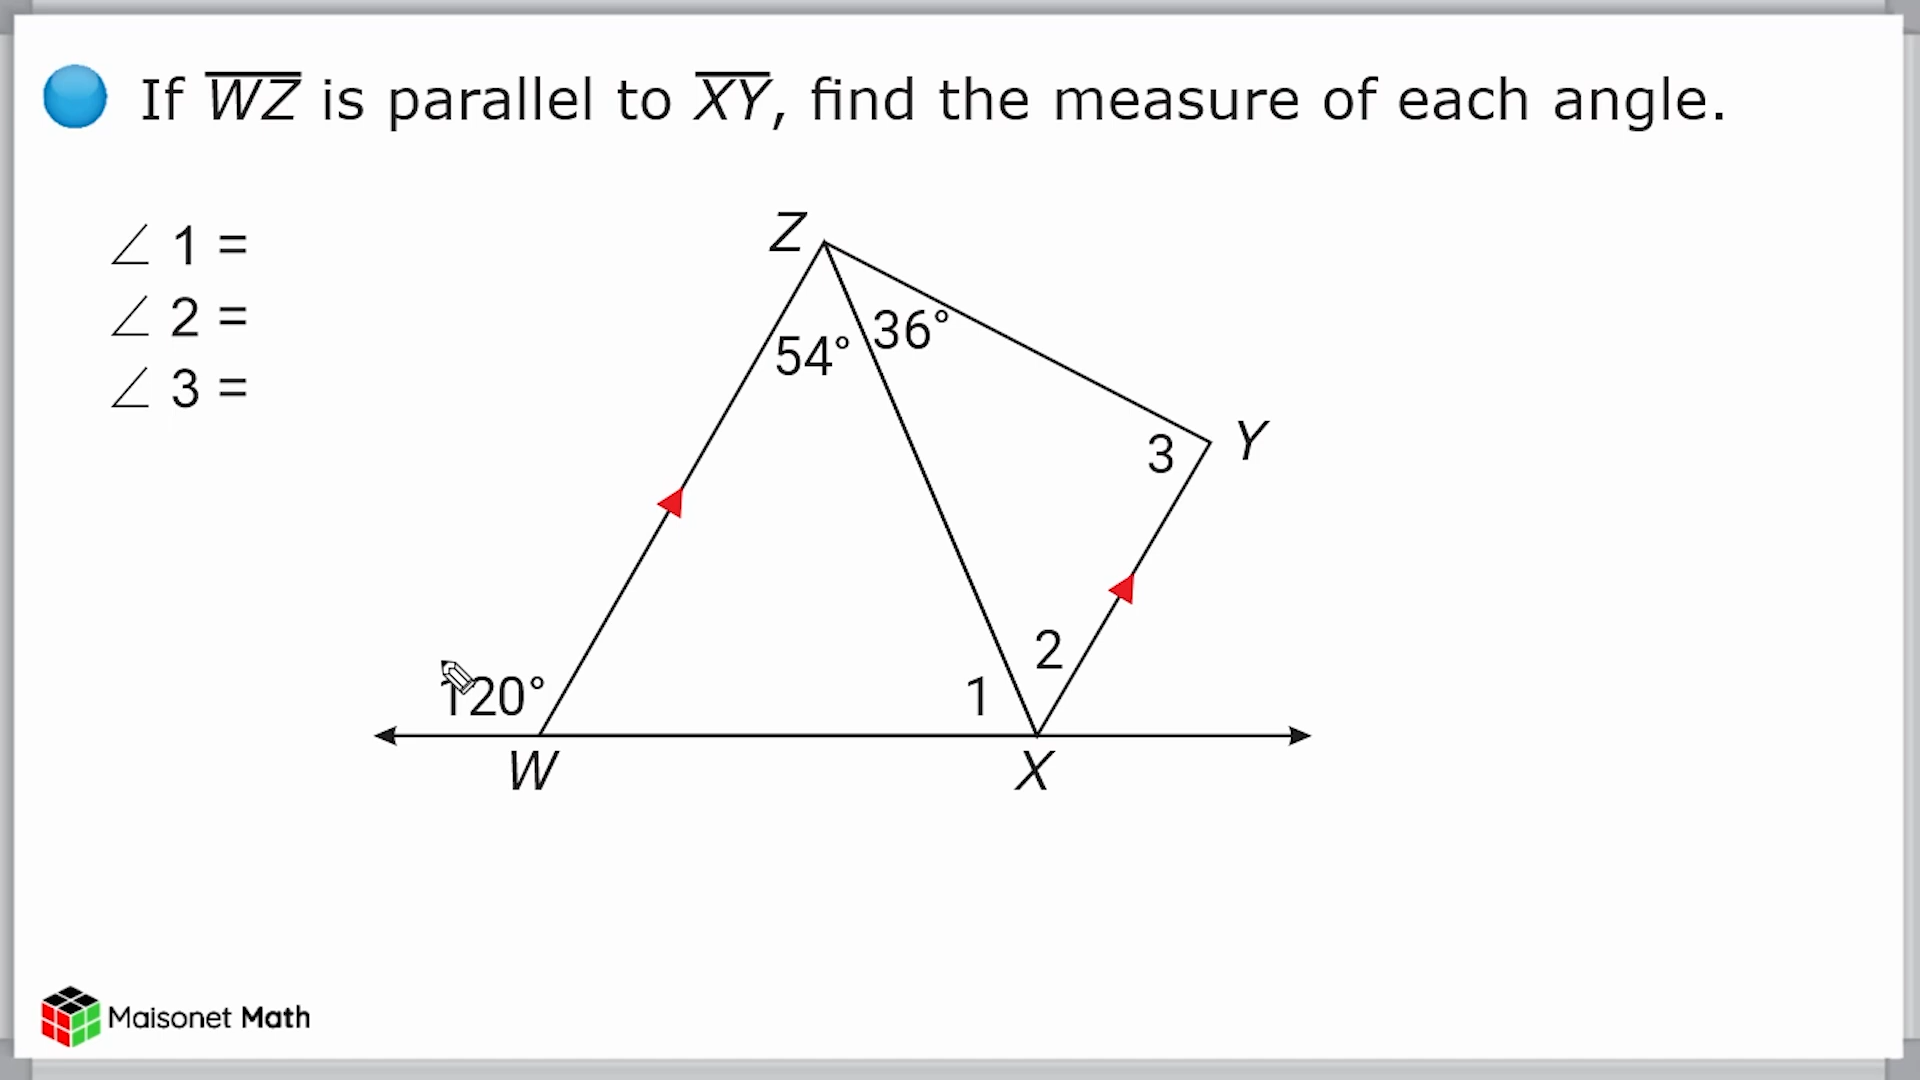 If WZ is parallel to XY, find the measure of each angle.
∠ 1 =
∠ 2 =
∠ 3 =
Z
36°
54°
Y
3
2
120°
1
W
X
Maisonet Math